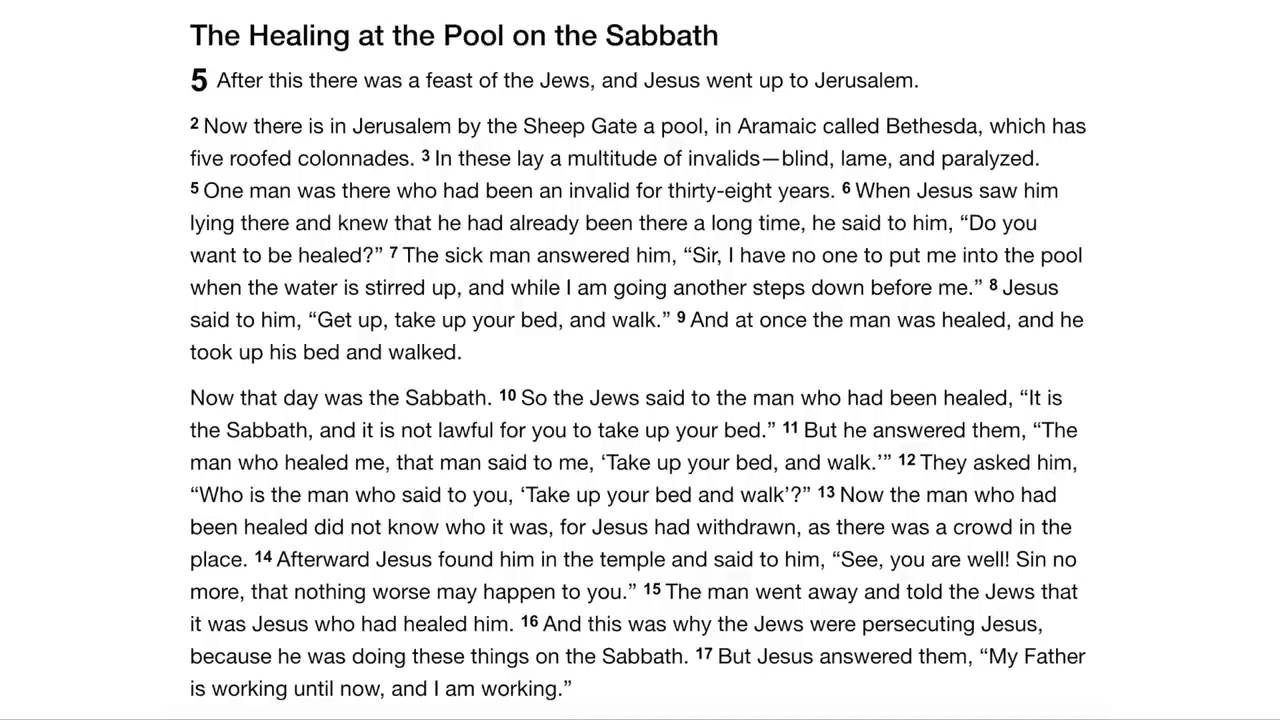 The Healing at the Pool on the Sabbath
5 After this there was a feast of the Jews, and Jesus went up to Jerusalem.
2 Now there is in Jerusalem by the Sheep Gate a pool, in Aramaic called Bethesda, which has
five roofed colonnades. 3 In these lay a multitude of invalids—blind, lame, and paralyzed.
5 One man was there who had been an invalid for thirty-eight years. 6 When Jesus saw him
lying there and knew that he had already been there a long time, he said to him, “Do you
want to be healed?” 7 The sick man answered him, “Sir, I have no one to put me into the pool
when the water is stirred up, and while I am going another steps down before me.” 8 Jesus
said to him, “Get up, take up your bed, and walk.” 9 And at once the man was healed, and he
took up his bed and walked.
Now that day was the Sabbath. 10 So the Jews said to the man who had been healed, “It is
the Sabbath, and it is not lawful for you to take up your bed.” 11 But he answered them, “The
man who healed me, that man said to me, ‘Take up your bed, and walk.’” 12 They asked him,
“Who is the man who said to you, ‘Take up your bed and walk’?” 13 Now the man who had
been healed did not know who it was, for Jesus had withdrawn, as there was a crowd in the
place. 14 Afterward Jesus found him in the temple and said to him, “See, you are well! Sin no
more, that nothing worse may happen to you.” 15 The man went away and told the Jews that
it was Jesus who had healed him. 16 And this was why the Jews were persecuting Jesus,
because he was doing these things on the Sabbath. 17 But Jesus answered them, “My Father
is working until now, and I am working.”